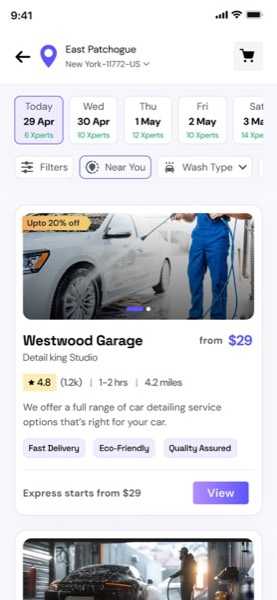 9:41
East Patchogue
New York-11772-US
Today
Wed
Thu
Fri
Sat
29 Apr
30 Apr
1 May
2 May
3 Ma
6 Xperts
10 Xperts
12 Xperts
10 Xperts
14 Xper
Filters
Near You
Wash Type
Upto 20% off
Westwood Garage
from $29
Detail king Studio
4.8 (1.2k) | 1-2 hrs | 4.2 miles
We offer a full range of car detailing service
options that's right for your car.
Fast Delivery
Eco-Friendly
Quality Assured
Express starts from $29
View